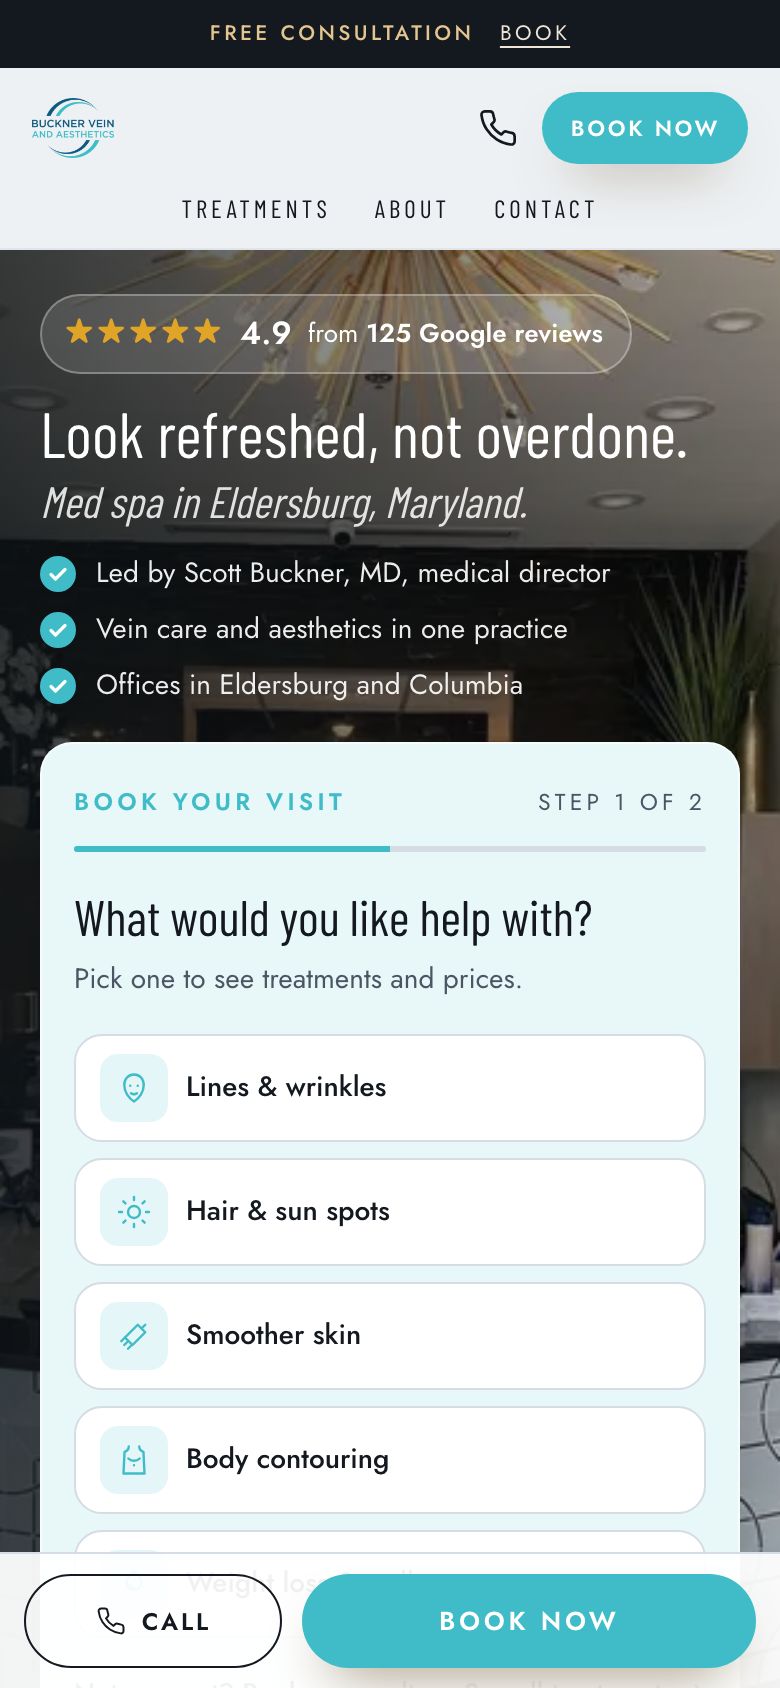 FREE CONSULTATION BOOK
BUCKNER VEIN
AND AESTHETICS
BOOK NOW
TREATMENTS ABOUT CONTACT
4.9 from 125 Google reviews
Look refreshed, not overdone.
Med spa in Eldersburg, Maryland.
Led by Scott Buckner, MD, medical director
Vein care and aesthetics in one practice
Offices in Eldersburg and Columbia
BOOK YOUR VISIT STEP 1 OF 2
What would you like help with?
Pick one to see treatments and prices.
Lines & wrinkles
Hair & sun spots
Smoother skin
Body contouring
Weight loss
CALL BOOK NOW